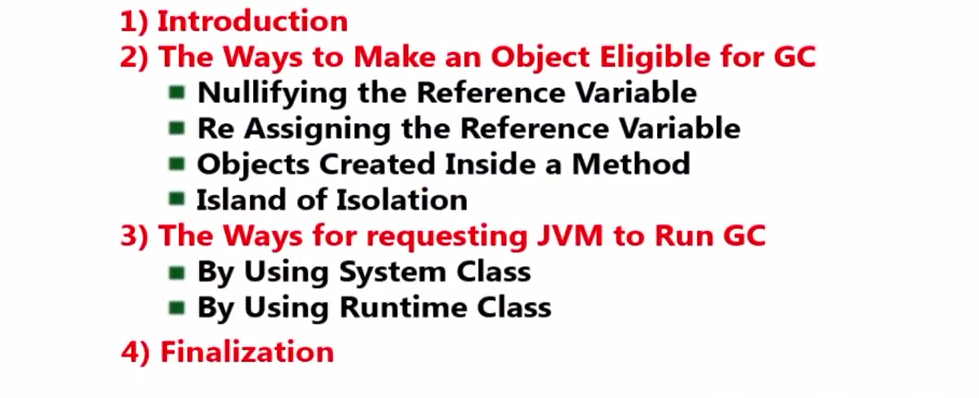 1) Introduction
2) The Ways to Make an Object Eligible for GC
Nullifying the Reference Variable
Re Assigning the Reference Variable
Objects Created Inside a Method
Island of Isolation
3) The Ways for requesting JVM to Run GC
By Using System Class
By Using Runtime Class
4) Finalization